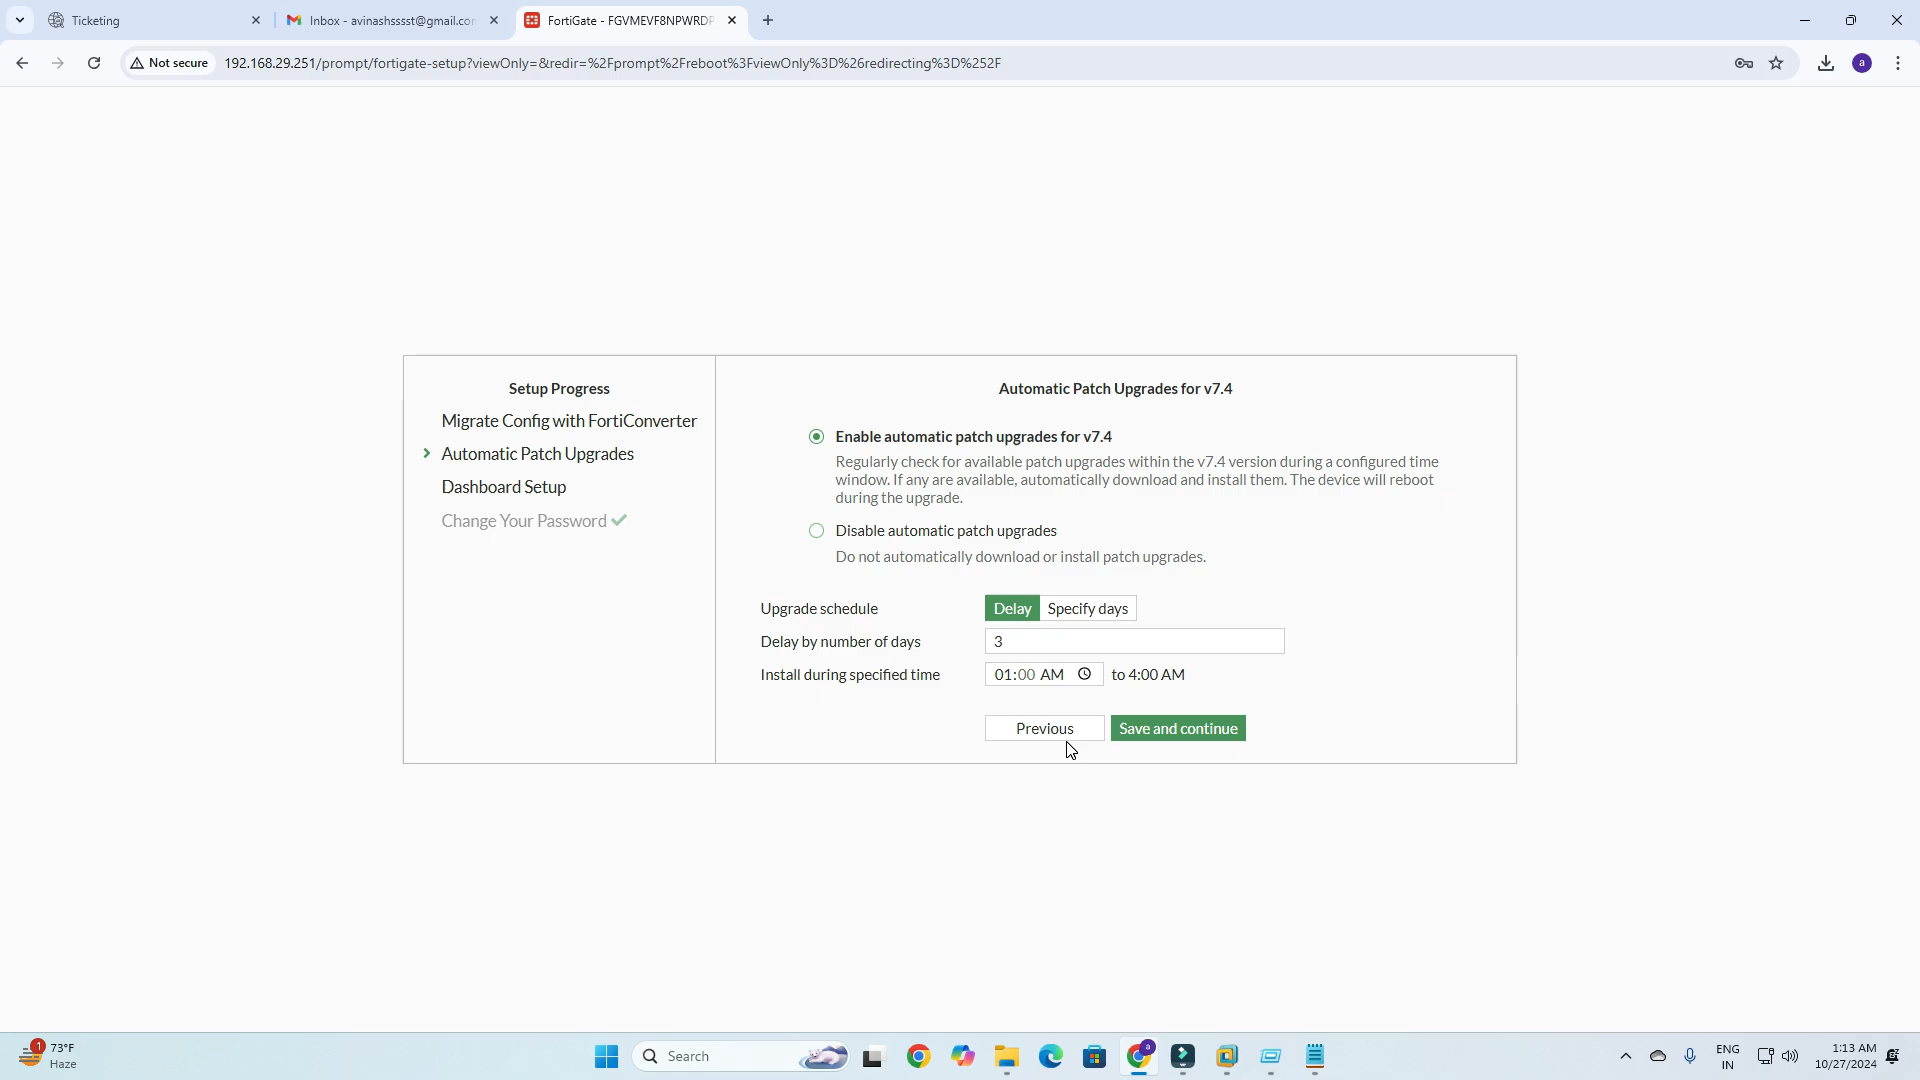 Ticketing
Inbox - avinashsssst@gmail.com
FortiGate - FGVMEVF8NPWRDP
Not secure
192.168.29.251/prompt/fortigate-setup?viewOnly=&redir=%2Fprompt%2Freboot%3FviewOnly%3D%26redirecting%3D%252F
a
Setup Progress
Migrate Config with FortiConverter
Automatic Patch Upgrades
Dashboard Setup
Change Your Password
Automatic Patch Upgrades for v7.4
Enable automatic patch upgrades for v7.4
Regularly check for available patch upgrades within the v7.4 version during a configured time
window. If any are available, automatically download and install them. The device will reboot
during the upgrade.
Disable automatic patch upgrades
Do not automatically download or install patch upgrades.
Upgrade schedule Delay Specify days
Delay by number of days 3
Install during specified time 01:00 AM to 4:00 AM
Previous Save and continue
1
73°F
Haze
Search
a
ENG
IN
1:13 AM
10/27/2024